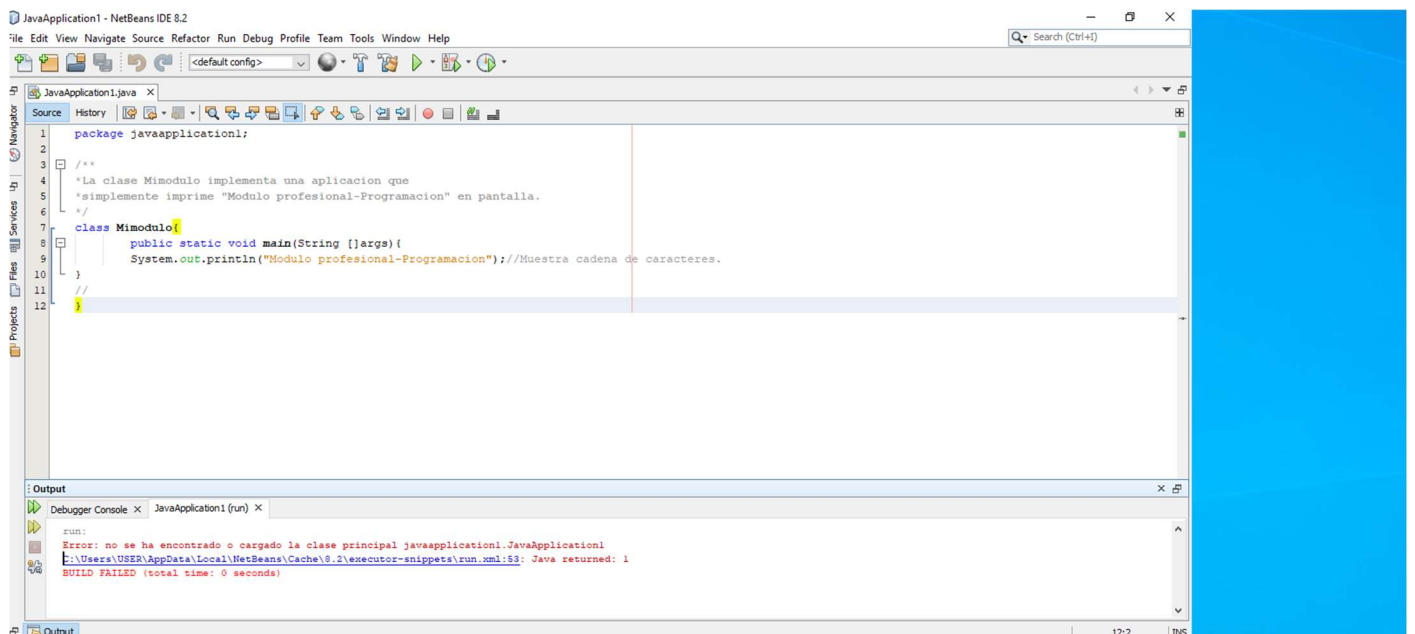 JavaApplication1 - NetBeans IDE 8.2
File Edit View Navigate Source Refactor Run Debug Profile Team Tools Window Help
Search (Ctrl+I)
<default config>
JavaApplication1.java
Source History
Navigator
Services
Files
Projects
1 package javaapplication1;
2
3 /**
4 *La clase Mimodulo implementa una aplicacion que
5 *simplemente imprime "Modulo profesional-Programacion" en pantalla.
6 */
7 class Mimodulo{
8 public static void main(String []args){
9 System.out.println("Modulo profesional-Programacion");//Muestra cadena de caracteres.
10 }
11 //
12 }
Output
Debugger Console JavaApplication1 (run)
run:
Error: no se ha encontrado o cargado la clase principal javaapplication1.JavaApplication1
C:\Users\USER\AppData\Local\NetBeans\Cache\8.2\executor-snippets\run.xml:53: Java returned: 1
BUILD FAILED (total time: 0 seconds)
Output
12:2 INS